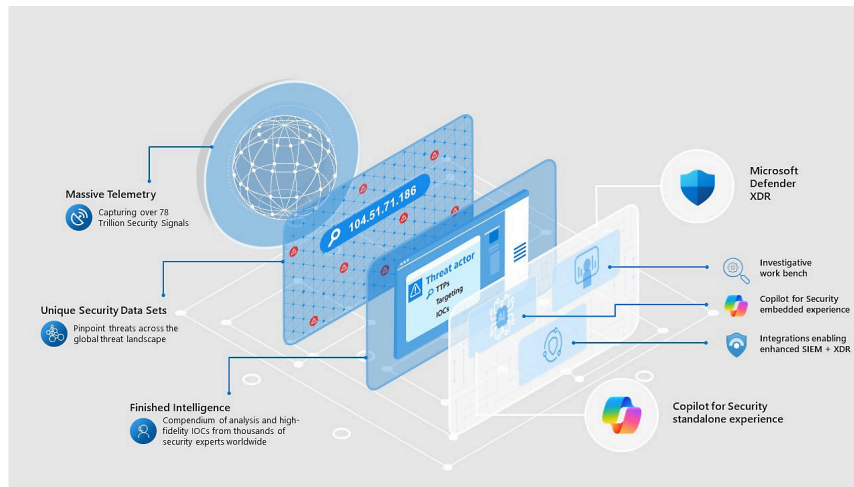 Massive Telemetry
Capturing over 78
Trillion Security Signals
Unique Security Data Sets
Pinpoint threats across the
global threat landscape
Finished Intelligence
Compendium of analysis and high-
fidelity IOCs from thousands of
security experts worldwide
104.51.71.186
Threat actor
TTPs
Targeting
IOCs
AI
Microsoft
Defender
XDR
Investigative
work bench
Copilot for Security
embedded experience
Integrations enabling
enhanced SIEM + XDR
Copilot for Security
standalone experience